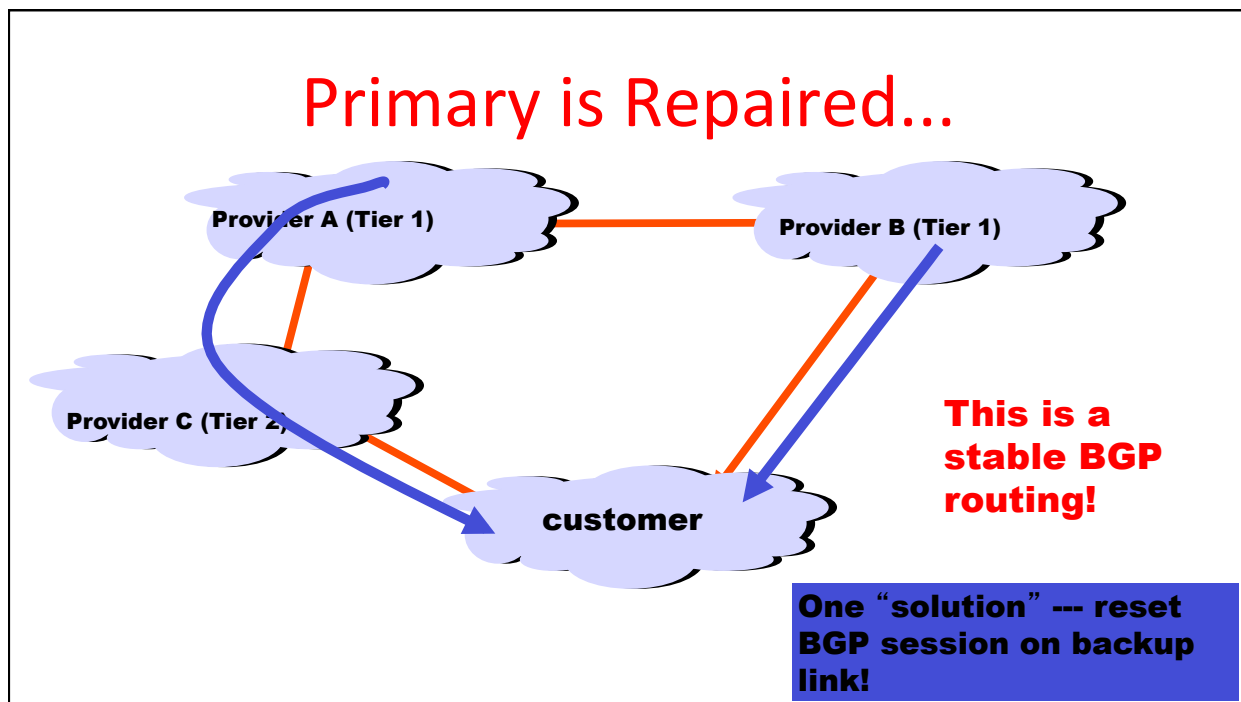 Primary is Repaired...
Provider A (Tier 1)
Provider B (Tier 1)
Provider C (Tier 2)
This is a
stable BGP
routing!
customer
One “solution” --- reset
BGP session on backup
link!